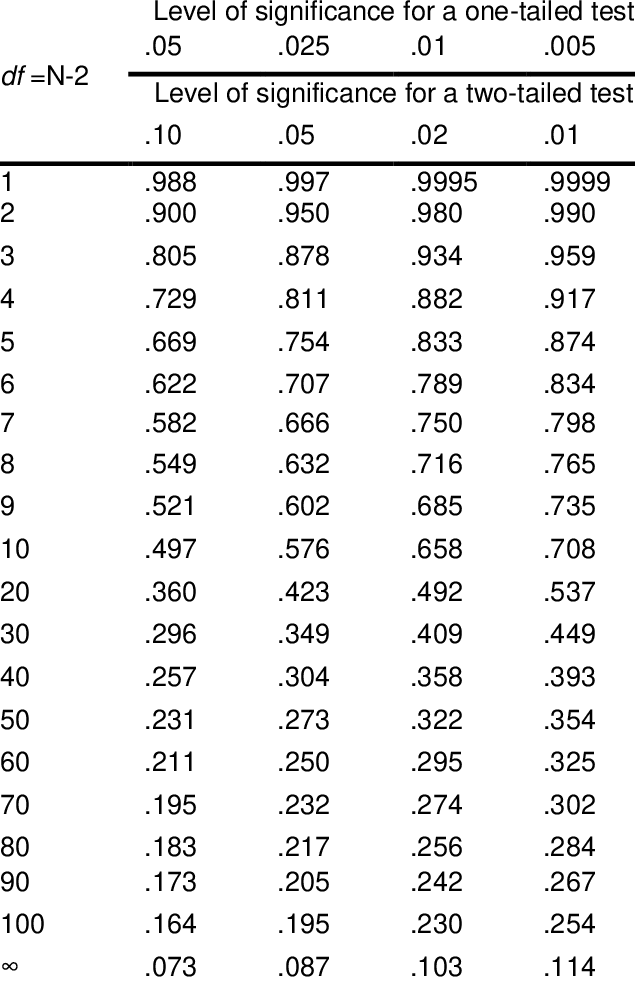 Level of significance for a one-tailed test
.05 .025 .01 .005
df =N-2
Level of significance for a two-tailed test
.10 .05 .02 .01
1 .988 .997 .9995 .9999
2 .900 .950 .980 .990
3 .805 .878 .934 .959
4 .729 .811 .882 .917
5 .669 .754 .833 .874
6 .622 .707 .789 .834
7 .582 .666 .750 .798
8 .549 .632 .716 .765
9 .521 .602 .685 .735
10 .497 .576 .658 .708
20 .360 .423 .492 .537
30 .296 .349 .409 .449
40 .257 .304 .358 .393
50 .231 .273 .322 .354
60 .211 .250 .295 .325
70 .195 .232 .274 .302
80 .183 .217 .256 .284
90 .173 .205 .242 .267
100 .164 .195 .230 .254
∞ .073 .087 .103 .114